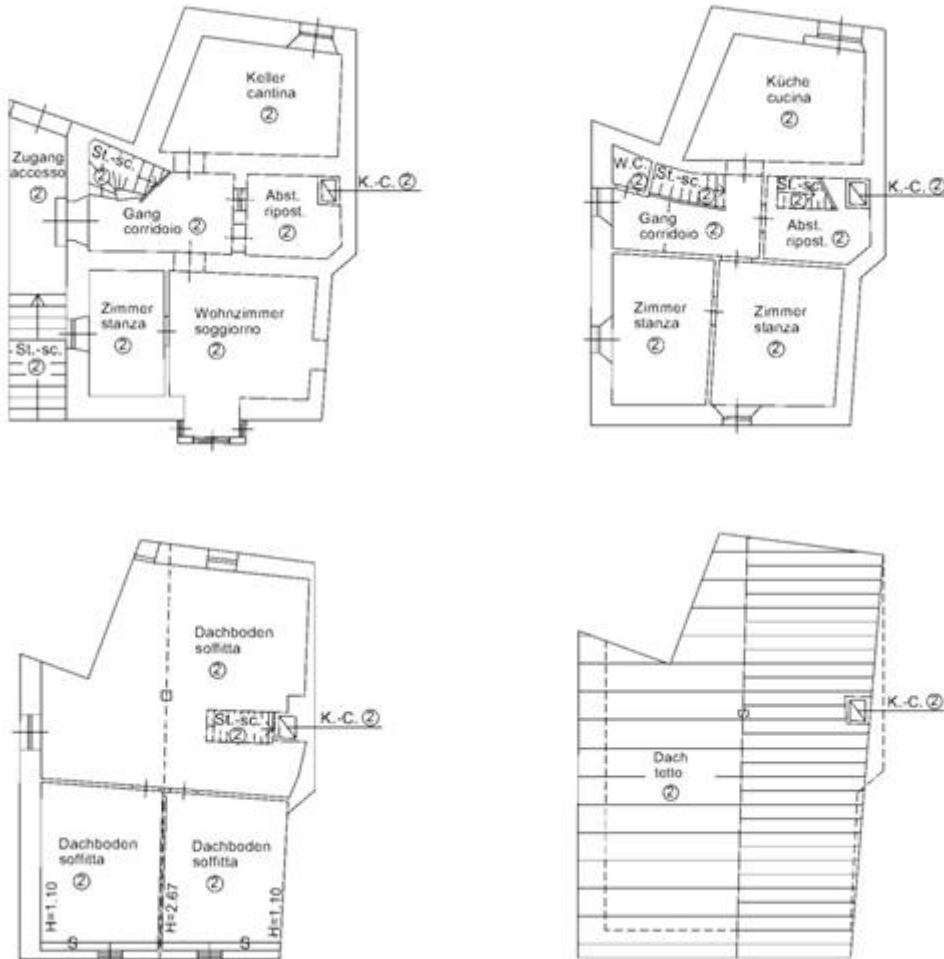 Keller
cantina
②
Zugang
accesso
②
St.-sc.
②
Gang
corridoio ②
Abst.
ripost.
②
K.-C. ②
Zimmer
stanza
②
Wohnzimmer
soggiorno
②
St.-sc.
②
Küche
cucina
②
W.C.
②
St.-sc.
②
St.-sc.
②
K.-C. ②
Gang
corridoio ②
Abst.
ripost. ②
Zimmer
stanza
②
Zimmer
stanza
②
Dachboden
soffitta
②
St.-sc.
②
K.-C. ②
Dachboden
soffitta
②
Dachboden
soffitta
②
H=1.10
H=2.67
H=1.10
S
S
K.-C. ②
Dach
tetto
②